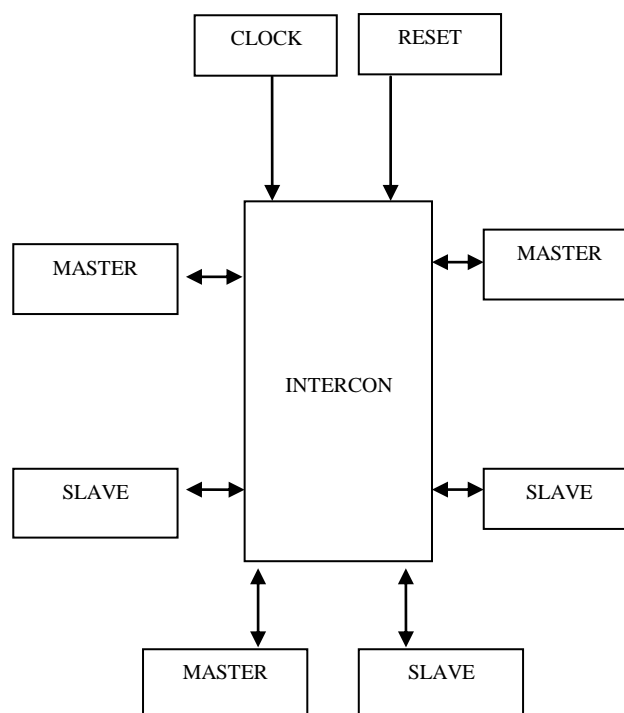 CLOCK
RESET
MASTER
MASTER
INTERCON
SLAVE
SLAVE
MASTER
SLAVE